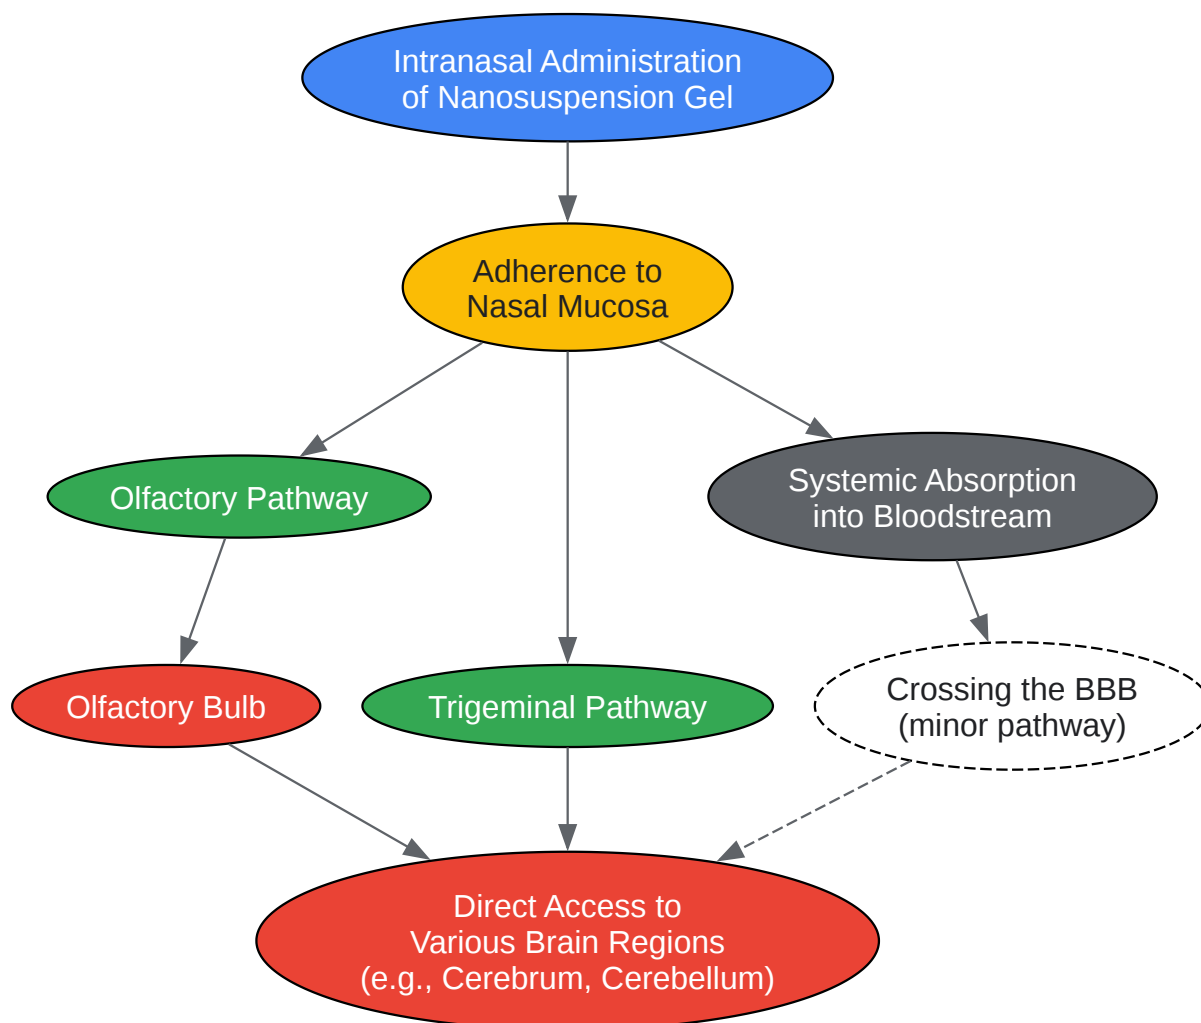 Intranasal Administration
of Nanosuspension Gel
Adherence to
Nasal Mucosa
Olfactory Pathway
Systemic Absorption
into Bloodstream
Olfactory Bulb
Trigeminal Pathway
Crossing the BBB
(minor pathway)
Direct Access to
Various Brain Regions
(e.g., Cerebrum, Cerebellum)